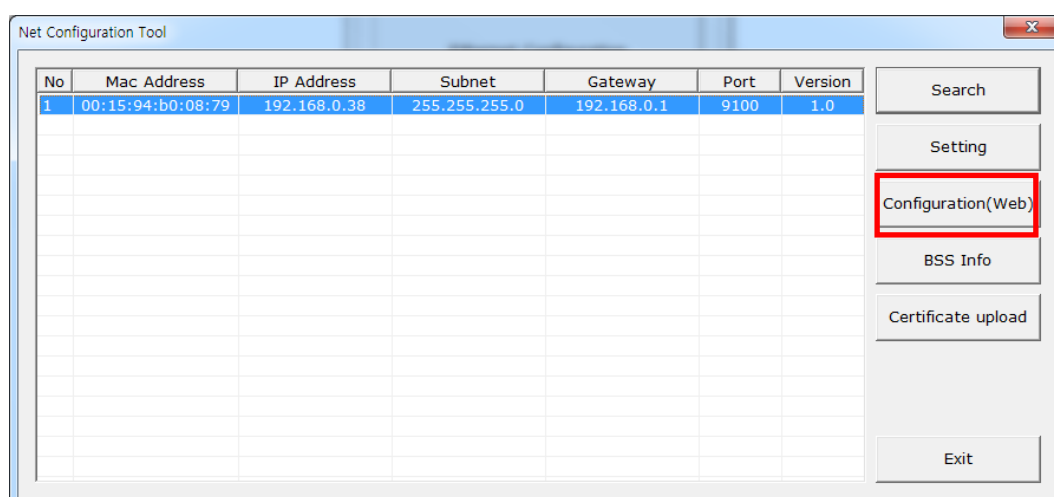 Net Configuration Tool
No Mac Address IP Address Subnet Gateway Port Version
1 00:15:94:b0:08:79 192.168.0.38 255.255.255.0 192.168.0.1 9100 1.0
Search
Setting
Configuration(Web)
BSS Info
Certificate upload
Exit